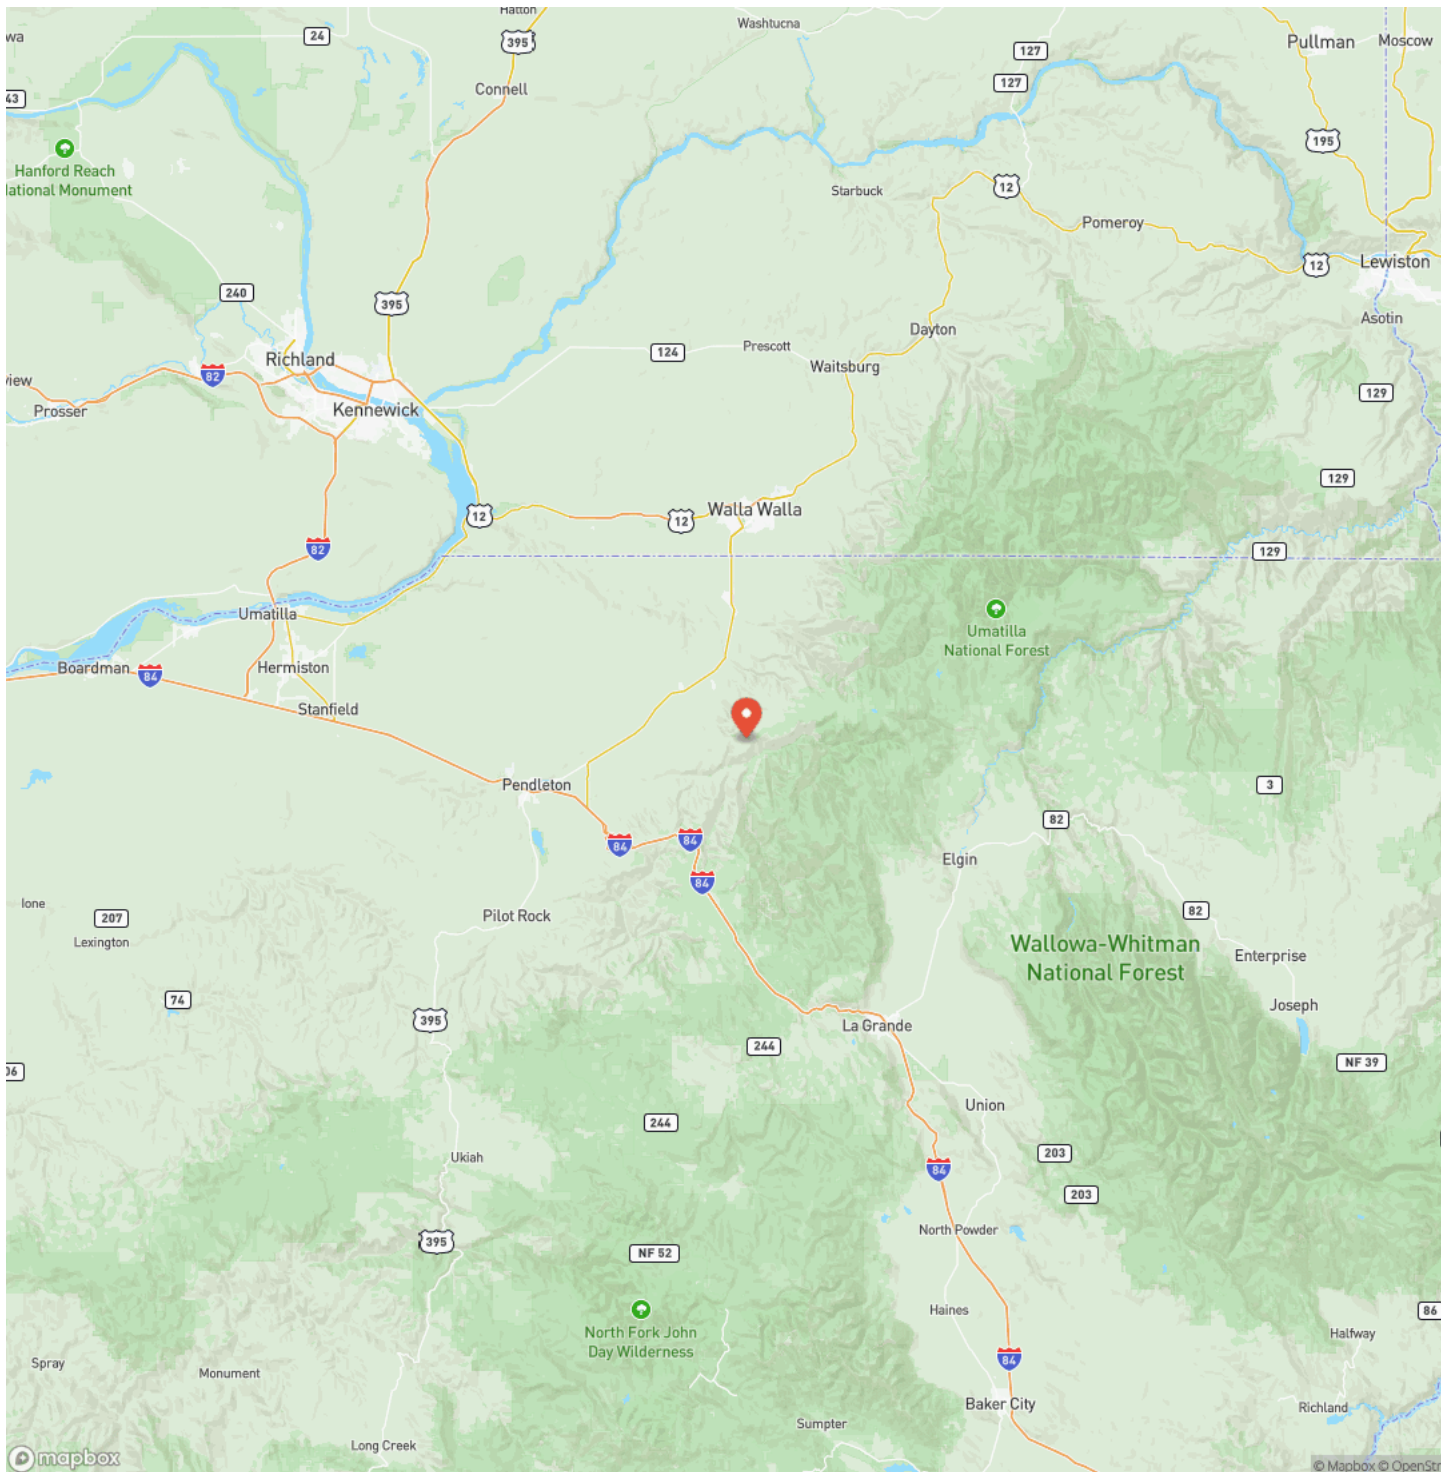 Hatton
Washtucna
wa
24
395
127
Pullman
Moscow
127
Connell
43
195
Hanford Reach
National Monument
12
Starbuck
Pomeroy
12
Lewiston
240
395
Asotin
Dayton
Richland
124
Prescott
Waitsburg
82
view
129
Prosser
Kennewick
129
12
12
Walla Walla
82
129
Umatilla
Umatilla
National Forest
Boardman
84
Hermiston
Stanfield
Pendleton
3
82
84
84
Elgin
84
Ione
207
Lexington
Pilot Rock
82
Wallowa-Whitman
National Forest
Enterprise
74
Joseph
395
La Grande
244
NF 39
06
Union
244
Ukiah
203
84
203
395
North Powder
NF 52
Haines
86
North Fork John
Day Wilderness
Halfway
Spray
Monument
84
Baker City
Richland
Sumpter
Long Creek
mapbox
© Mapbox © OpenStr